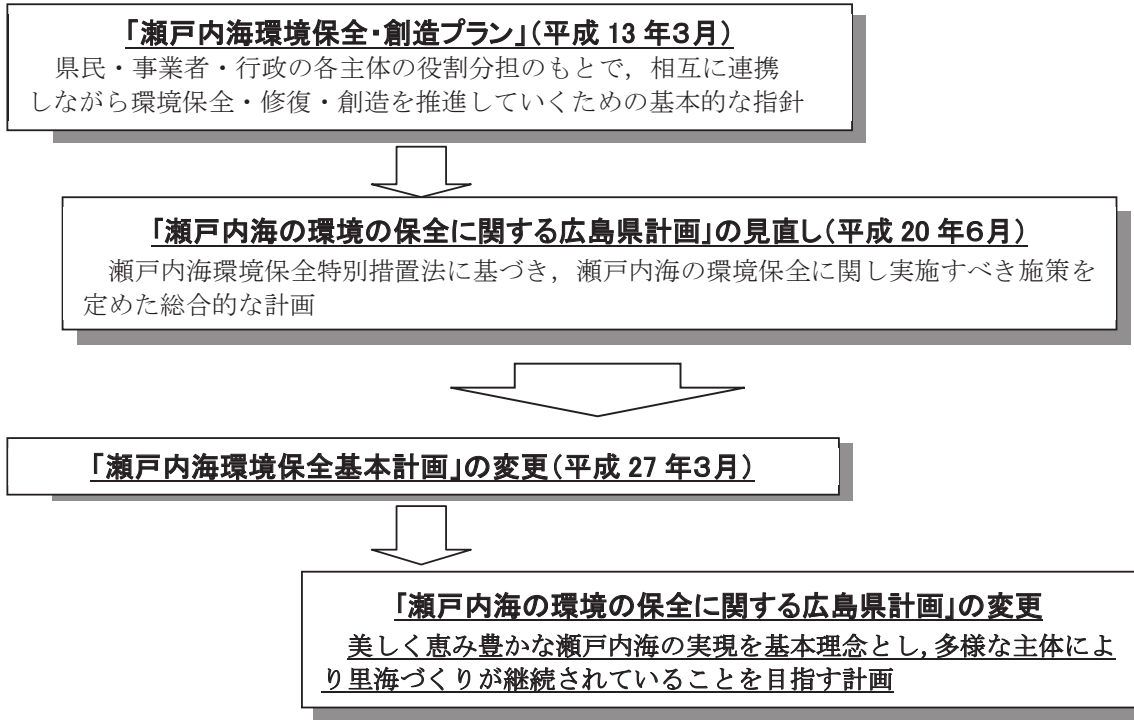 「瀬戸内海環境保全・創造プラン」（平成 13 年３月）
県民・事業者・行政の各主体の役割分担のもとで，相互に連携
しながら環境保全・修復・創造を推進していくための基本的な指針
「瀬戸内海の環境の保全に関する広島県計画」の見直し（平成 20 年６月）
瀬戸内海環境保全特別措置法に基づき，瀬戸内海の環境保全に関し実施すべき施策を
定めた総合的な計画
「瀬戸内海環境保全基本計画」の変更（平成 27 年３月）
「瀬戸内海の環境の保全に関する広島県計画」の変更
美しく恵み豊かな瀬戸内海の実現を基本理念とし，多様な主体によ
り里海づくりが継続されていることを目指す計画